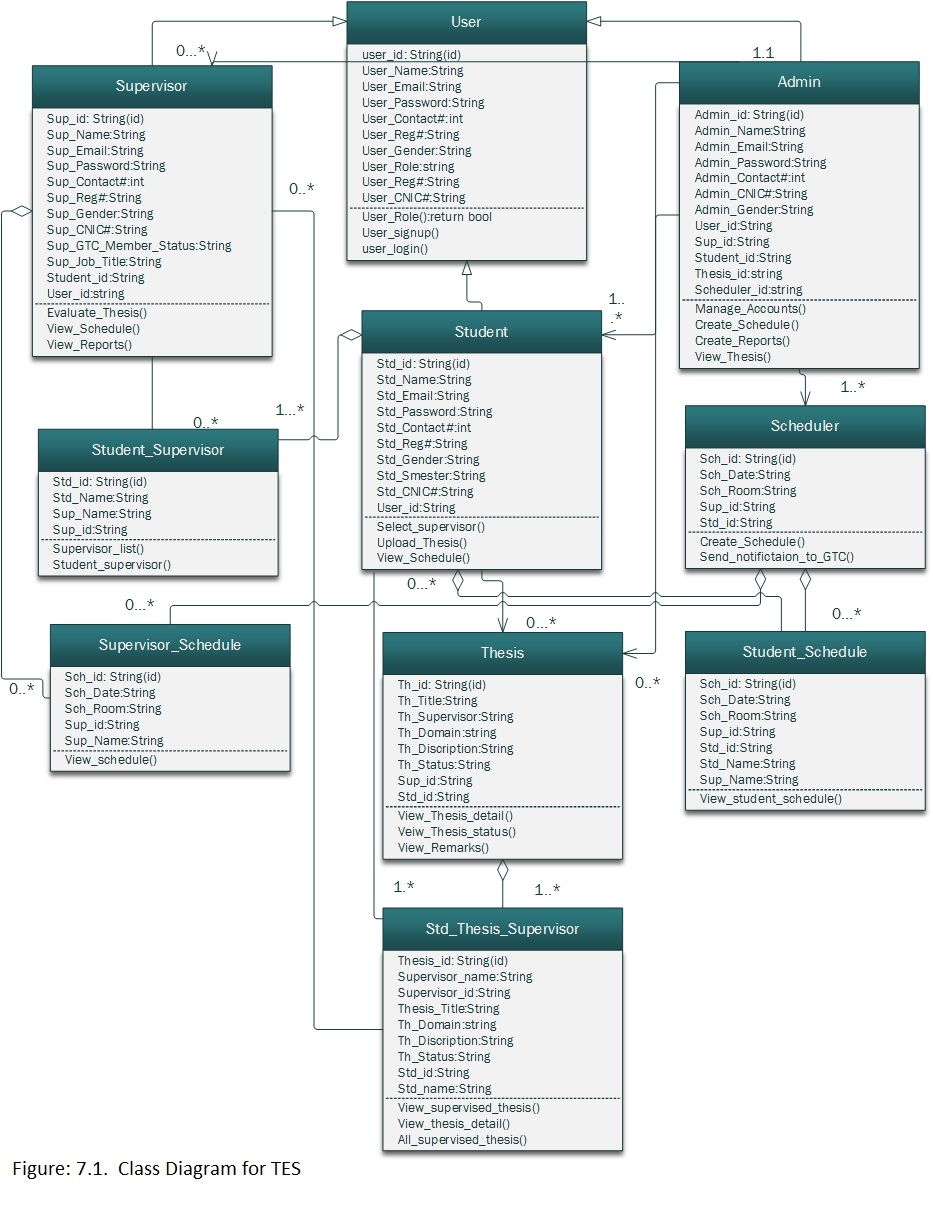 User
user_id: String(id)
User_Name:String
User_Email:String
User_Password:String
User_Contact#:int
User_Reg#:String
User_Gender:String
User_Role:string
User_Reg#:String
User_CNIC#:String
User_Role():return bool
User_signup()
user_login()
0...*
1.1
Supervisor
Sup_id: String(id)
Sup_Name:String
Sup_Email:String
Sup_Password:String
Sup_Contact#:int
Sup_Reg#:String
Sup_Gender:String
Sup_CNIC#:String
Sup_GTC_Member_Status:String
Sup_Job_Title:String
Student_id:String
User_id:string
Evaluate_Thesis()
View_Schedule()
View_Reports()
0..*
Admin
Admin_id: String(id)
Admin_Name:String
Admin_Email:String
Admin_Password:String
Admin_Contact#:int
Admin_CNIC#:String
Admin_Gender:String
User_id:String
Sup_id:String
Student_id:String
Thesis_id:string
Scheduler_id:string
Manage_Accounts()
Create_Schedule()
Create_Reports()
View_Thesis()
1..
.*
Student
Std_id: String(id)
Std_Name:String
Std_Email:String
Std_Password:String
Std_Contact#:int
Std_Reg#:String
Std_Gender:String
Std_Smester:String
Std_CNIC#:String
User_id:String
Select_supervisor()
Upload_Thesis()
View_Schedule()
1..*
1...*
0..*
Student_Supervisor
Std_id: String(id)
Std_Name:String
Sup_Name:String
Sup_id:String
Supervisor_list()
Student_supervisor()
Scheduler
Sch_id: String(id)
Sch_Date:String
Sch_Room:String
Sup_id:String
Std_id:String
Create_Schedule()
Send_notifictaion_to_GTC()
0...*
0...*
0...*
0...*
Supervisor_Schedule
Sch_id: String(id)
Sch_Date:String
Sch_Room:String
Sup_id:String
Sup_Name:String
View_schedule()
0..*
Thesis
Th_id: String(id)
Th_Title:String
Th_Supervisor:String
Th_Domain:string
Th_Discription:String
Th_Status:String
Sup_id:String
Std_id:String
View_Thesis_detail()
Veiw_Thesis_status()
View_Remarks()
0..*
Student_Schedule
Sch_id: String(id)
Sch_Date:String
Sch_Room:String
Sup_id:String
Std_id:String
Std_Name:String
Sup_Name:String
View_student_schedule()
1.*
1..*
Std_Thesis_Supervisor
Thesis_id: String(id)
Supervisor_name:String
Supervisor_id:String
Thesis_Title:String
Th_Domain:string
Th_Discription:String
Th_Status:String
Std_id:String
Std_name:String
View_supervised_thesis()
View_thesis_detail()
All_supervised_thesis()
Figure: 7.1.  Class Diagram for TES